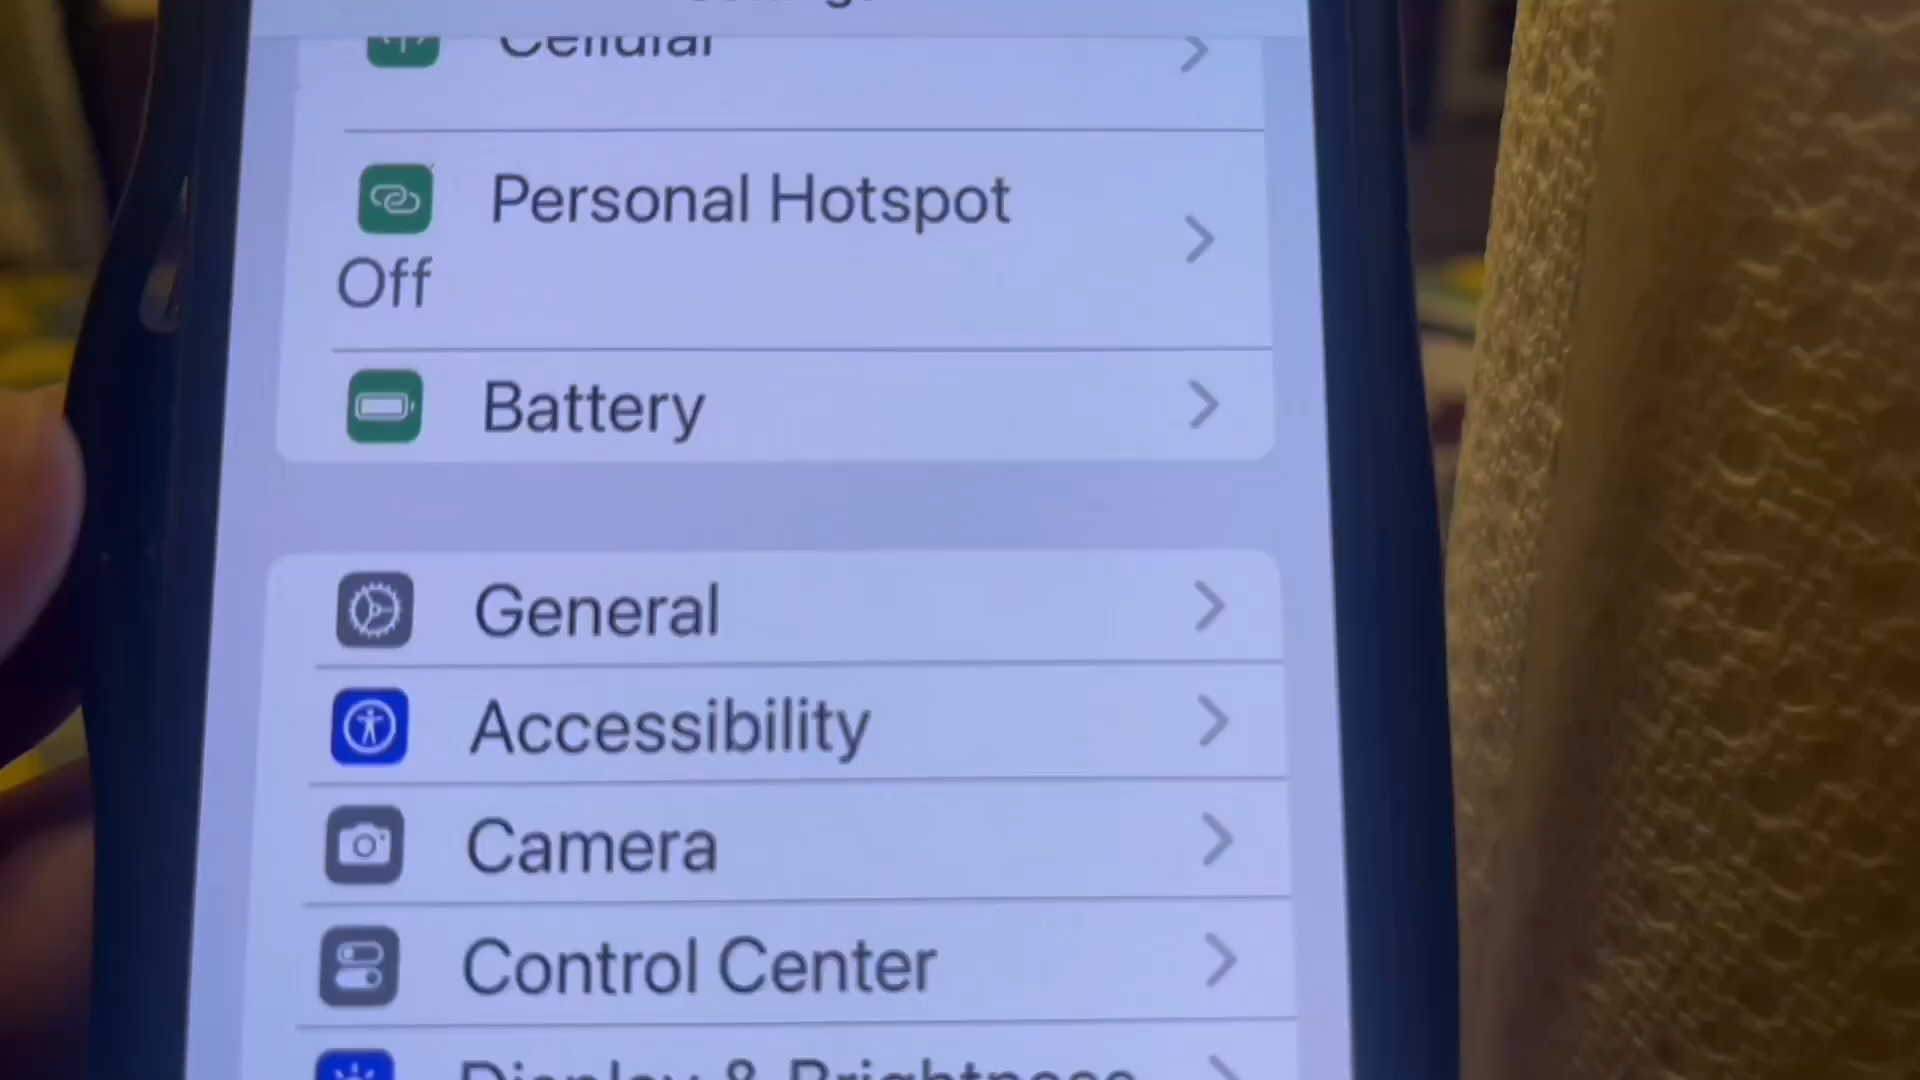 Cellular
Personal Hotspot
Off
Battery
General
Accessibility
Camera
Control Center
Display & Brightness